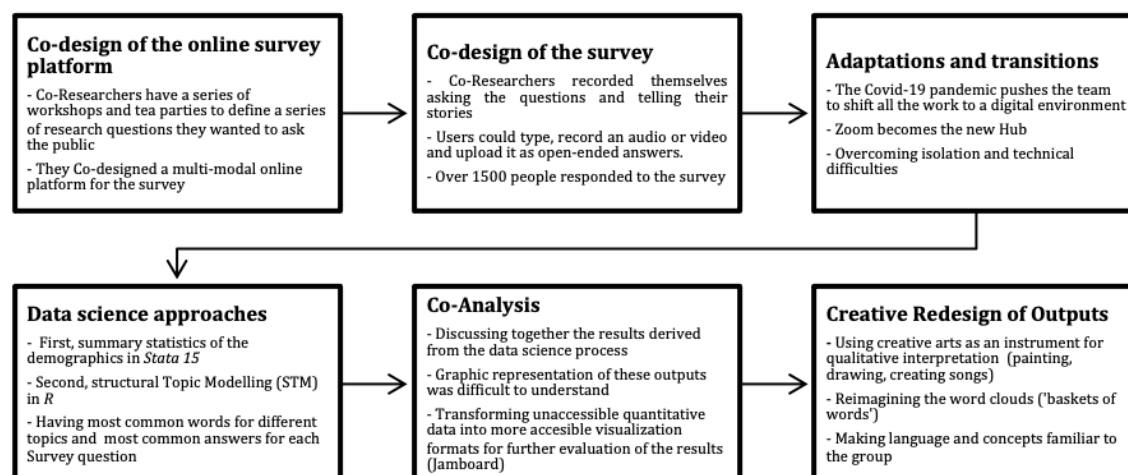 Co-design of the online survey
platform
- Co-Researchers have a series of
workshops and tea parties to define a series
of research questions they wanted to ask
the public
- They Co-designed a multi-modal online
platform for the survey
Co-design of the survey
- Co-Researchers recorded themselves
asking the questions and telling their
stories
- Users could type, record an audio or video
and upload it as open-ended answers.
- Over 1500 people responded to the survey
Adaptations and transitions
- The Covid-19 pandemic pushes the team
to shift all the work to a digital environment
- Zoom becomes the new Hub
- Overcoming isolation and technical
difficulties
Data science approaches
- First, summary statistics of the
demographics in Stata 15
- Second, structural Topic Modelling (STM)
in R
- Having most common words for different
topics and most common answers for each
Survey question
Co-Analysis
- Discussing together the results derived
from the data science process
- Graphic representation of these outputs
was difficult to understand
- Transforming unaccessible quantitative
data into more accesible visualization
formats for further evaluation of the results
(Jamboard)
Creative Redesign of Outputs
- Using creative arts as an instrument for
qualitative interpretation (painting,
drawing, creating songs)
- Reimagining the word clouds ('baskets of
words')
- Making language and concepts familiar to
the group